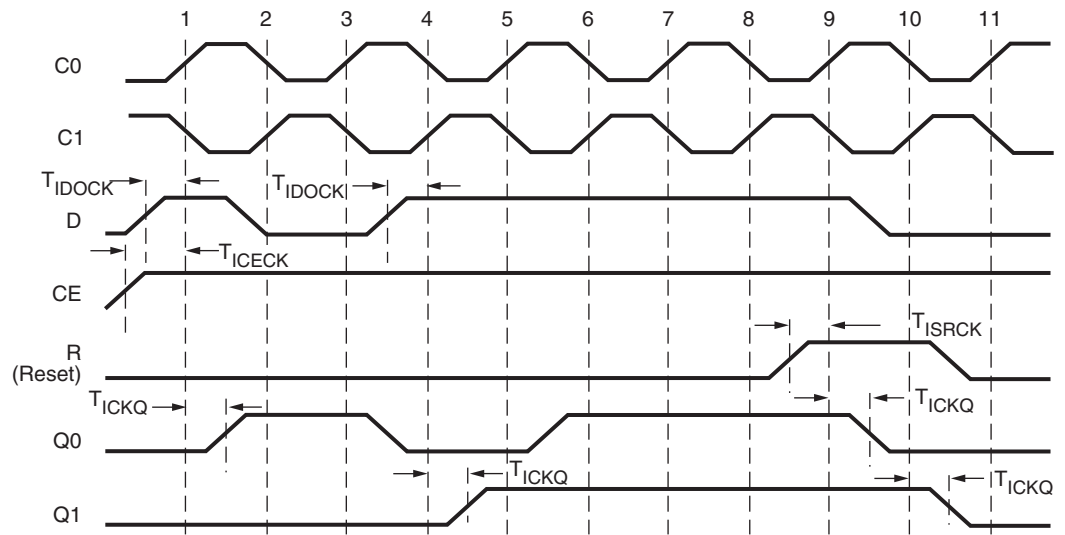 1 2 3 4 5 6 7 8 9 10 11
C0
C1
TIDOCK TIDOCK
D
TICECK
CE
TISRCK
R
(Reset)
TICKQ TICKQ
Q0
TICKQ TICKQ
Q1